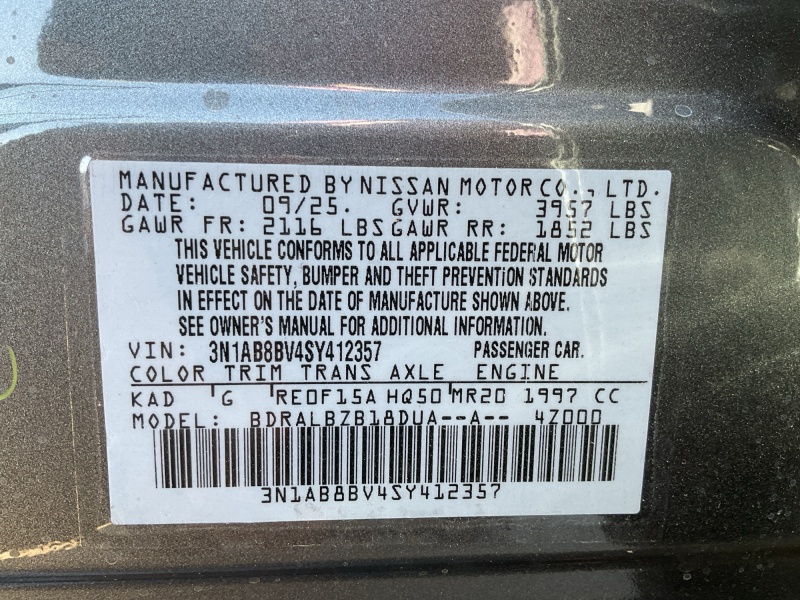 MANUFACTURED BY NISSAN MOTOR CO., LTD.
DATE: 09/25. GVWR: 3957 LBS
GAWR FR: 2116 LBS GAWR RR: 1852 LBS
THIS VEHICLE CONFORMS TO ALL APPLICABLE FEDERAL MOTOR
VEHICLE SAFETY, BUMPER AND THEFT PREVENTION STANDARDS
IN EFFECT ON THE DATE OF MANUFACTURE SHOWN ABOVE.
SEE OWNER'S MANUAL FOR ADDITIONAL INFORMATION.
VIN: 3N1AB8BV4SY412357 PASSENGER CAR.
COLOR TRIM TRANS AXLE ENGINE
KAD G RE0F15A HQ50 MR20 1997 CC
MODEL: BDRALBZB18DUA--A-- 4Z000
3N1AB8BV4SY412357